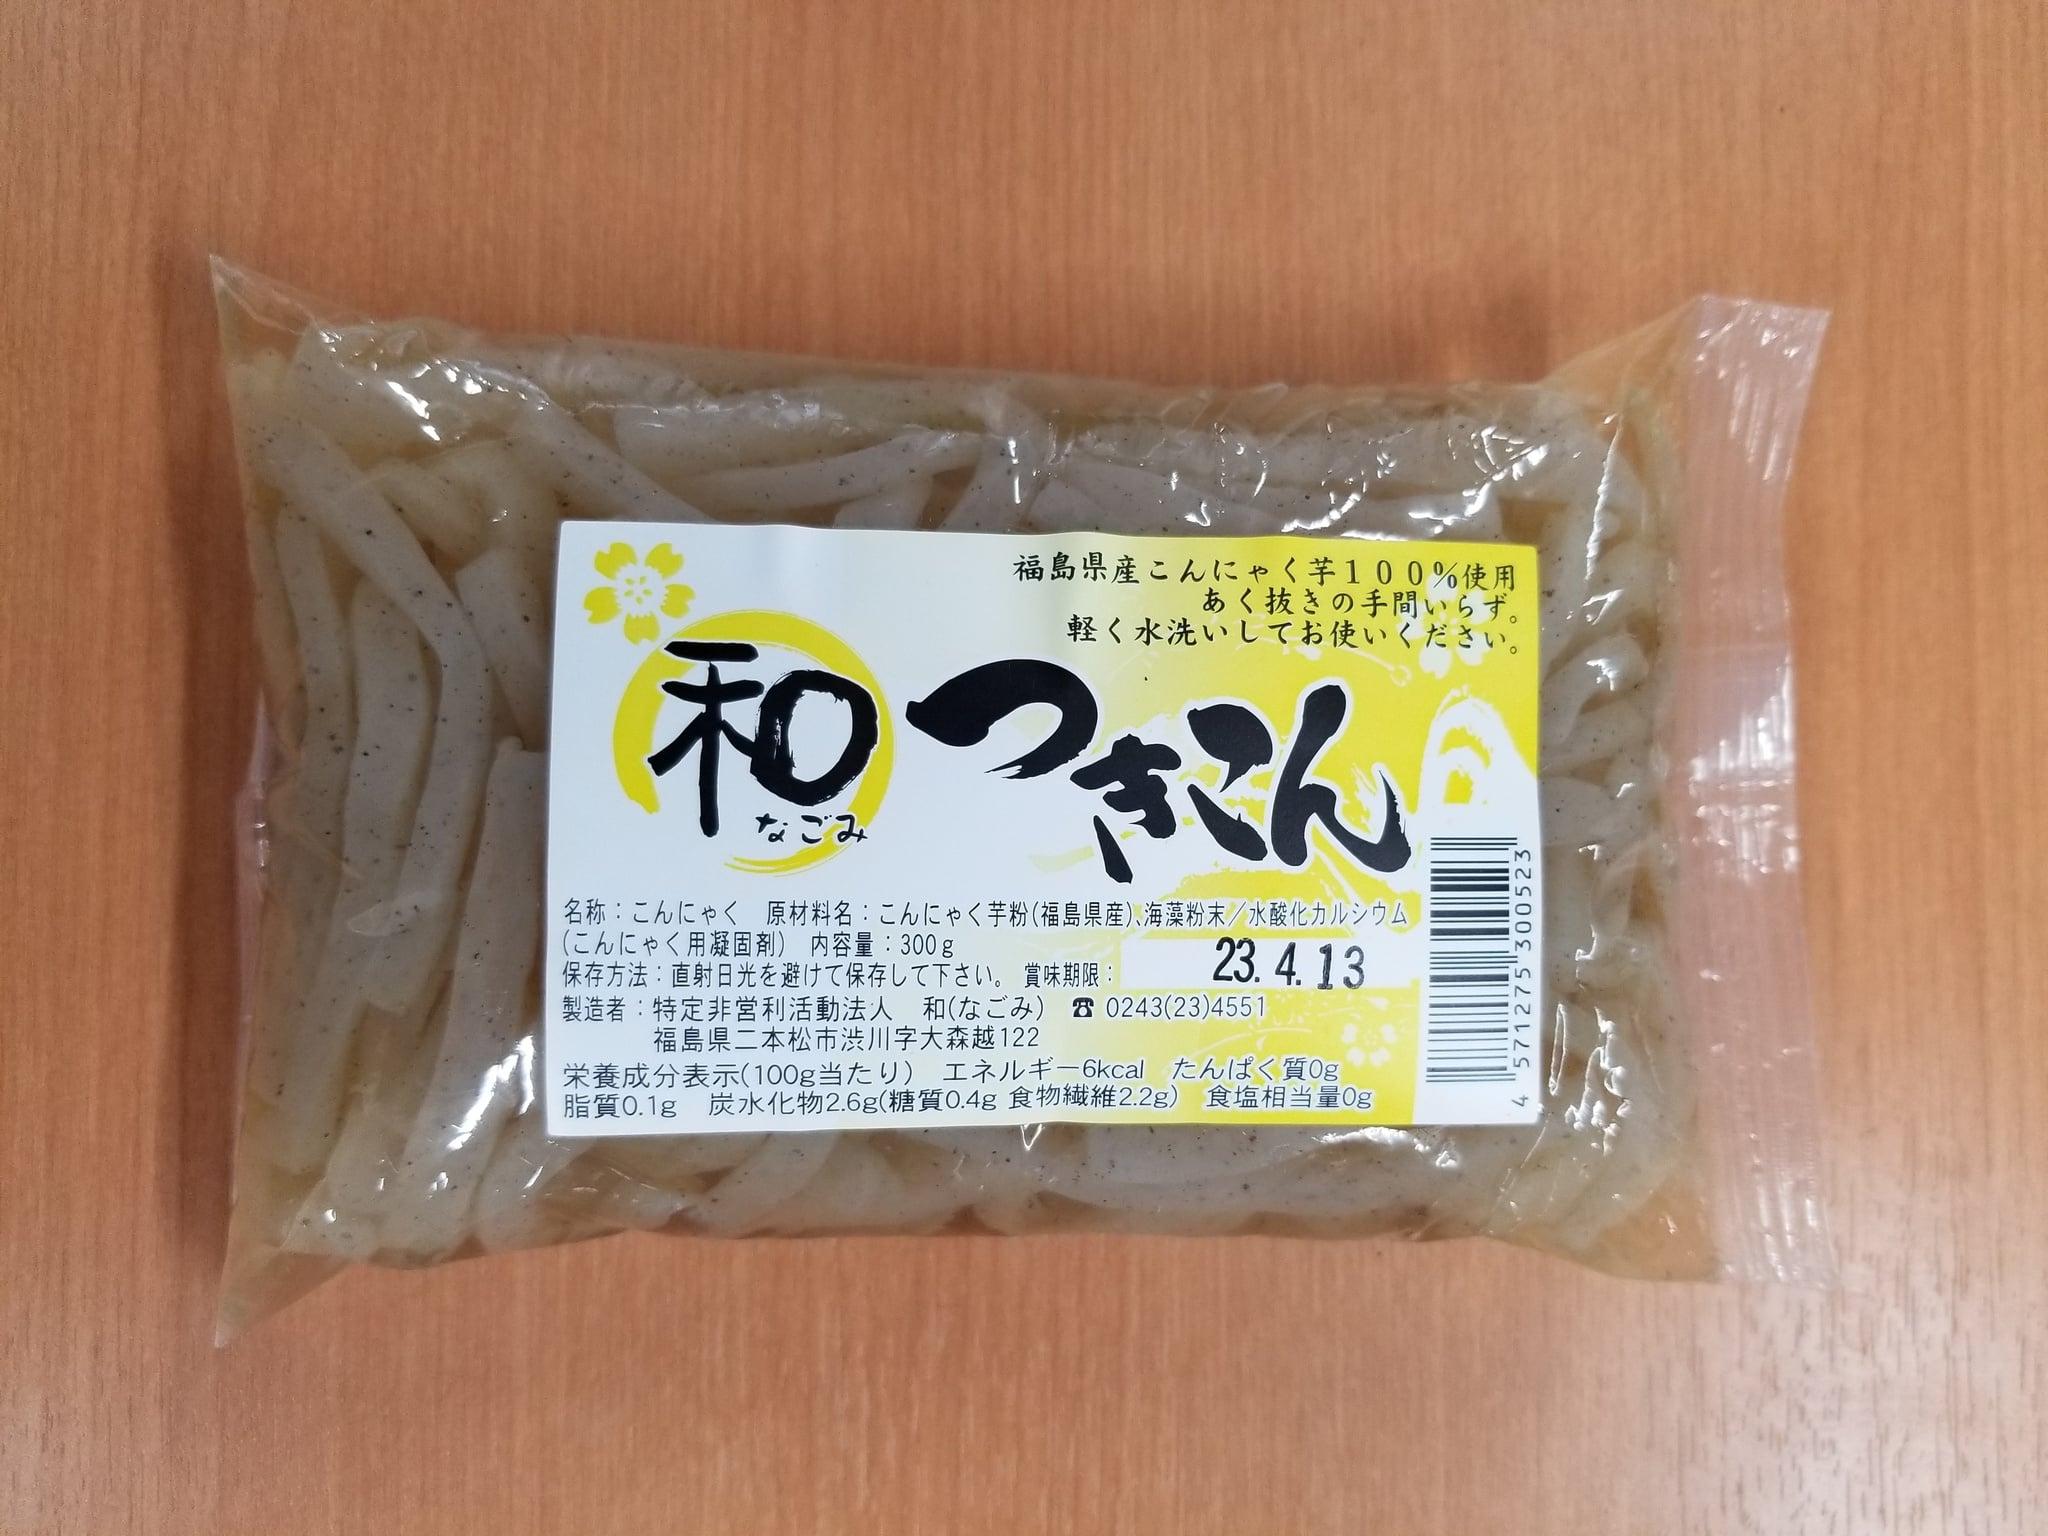 福島県産こんにゃく芋１００％使用
あく抜きの手間いらず。
軽く水洗いしてお使いください。
和
なごみ
つきこん
名称：こんにゃく 原材料名：こんにゃく芋粉(福島県産)、海藻粉末／水酸化カルシウム
(こんにゃく用凝固剤) 内容量：300g
保存方法：直射日光を避けて保存して下さい。 賞味期限： 23.4.13
製造者：特定非営利活動法人 和(なごみ) ☎ 0243(23)4551
福島県二本松市渋川字大森越122
栄養成分表示(100g当たり) エネルギー6kcal たんぱく質0g
脂質0.1g 炭水化物2.6g(糖質0.4g 食物繊維2.2g) 食塩相当量0g
4 571275 300523